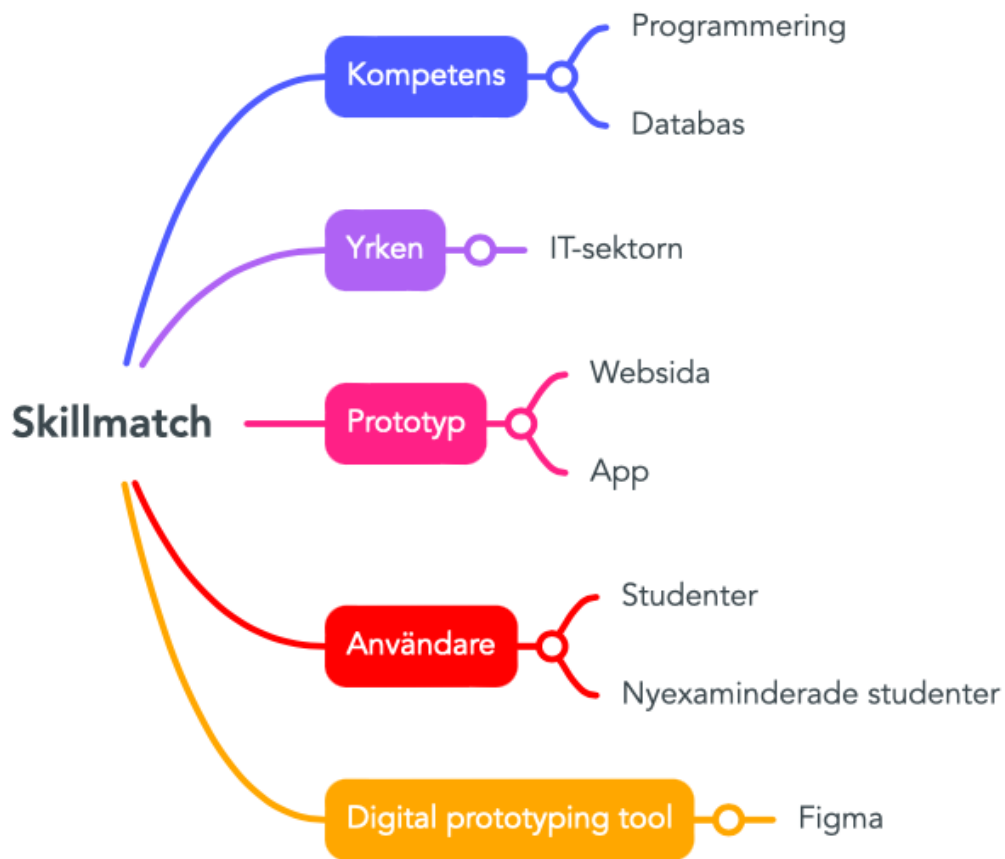 Skillmatch
Kompetens
Programmering
Databas
Yrken
IT-sektorn
Prototyp
Websida
App
Användare
Studenter
Nyexaminderade studenter
Digital prototyping tool
Figma